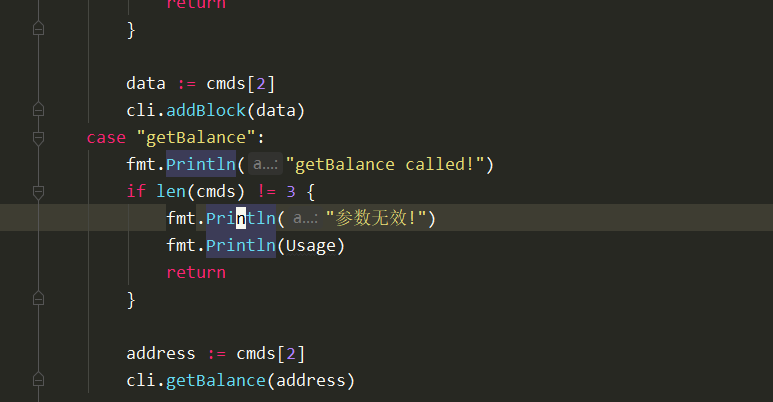 return
}
data := cmds[2]
cli.addBlock(data)
case "getBalance":
fmt.Println( a…: "getBalance called!")
if len(cmds) != 3 {
fmt.Println( a…: "参数无效!")
fmt.Println(Usage)
return
}
address := cmds[2]
cli.getBalance(address)